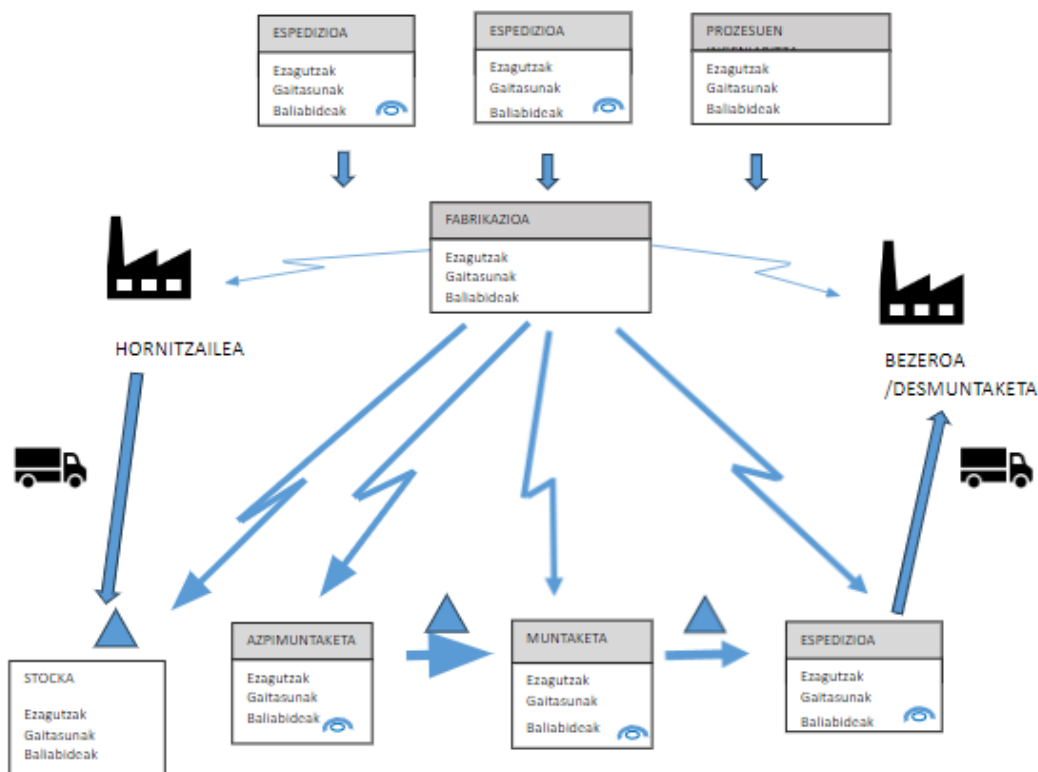 ESPEDIZIOA
Ezagutzak
Gaitasunak
Baliabideak
ESPEDIZIOA
Ezagutzak
Gaitasunak
Baliabideak
PROZESUEN
Ezagutzak
Gaitasunak
Baliabideak
FABRIKAZIOA
Ezagutzak
Gaitasunak
Baliabideak
HORNITZAILEA
BEZEROA
/DESMUNTAKETA
STOCKA
Ezagutzak
Gaitasunak
Baliabideak
AZPIMUNTAKETA
Ezagutzak
Gaitasunak
Baliabideak
MUNTAKETA
Ezagutzak
Gaitasunak
Baliabideak
ESPEDIZIOA
Ezagutzak
Gaitasunak
Baliabideak